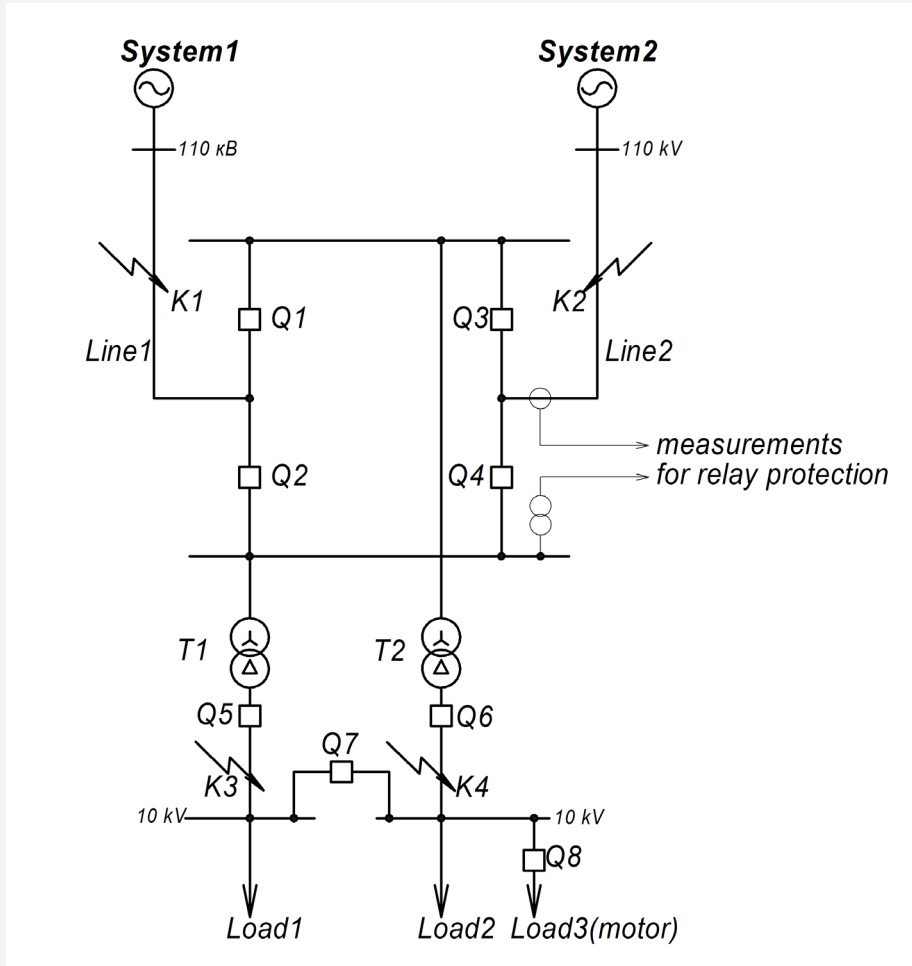 System1
System2
110 кВ
110 kV
K1
K2
Q1
Q3
Line1
Line2
measurements
for relay protection
Q2
Q4
T1
T2
Q5
Q6
Q7
K3
K4
10 kV
10 kV
Q8
Load1
Load2
Load3(motor)